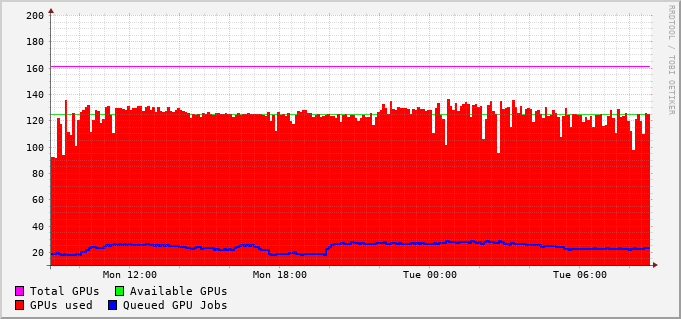 RRDTOOL / TOBI OETIKER
200
180
160
140
120
100
80
60
40
20
Mon 12:00 Mon 18:00 Tue 00:00 Tue 06:00
Total GPUs Available GPUs
GPUs used Queued GPU Jobs